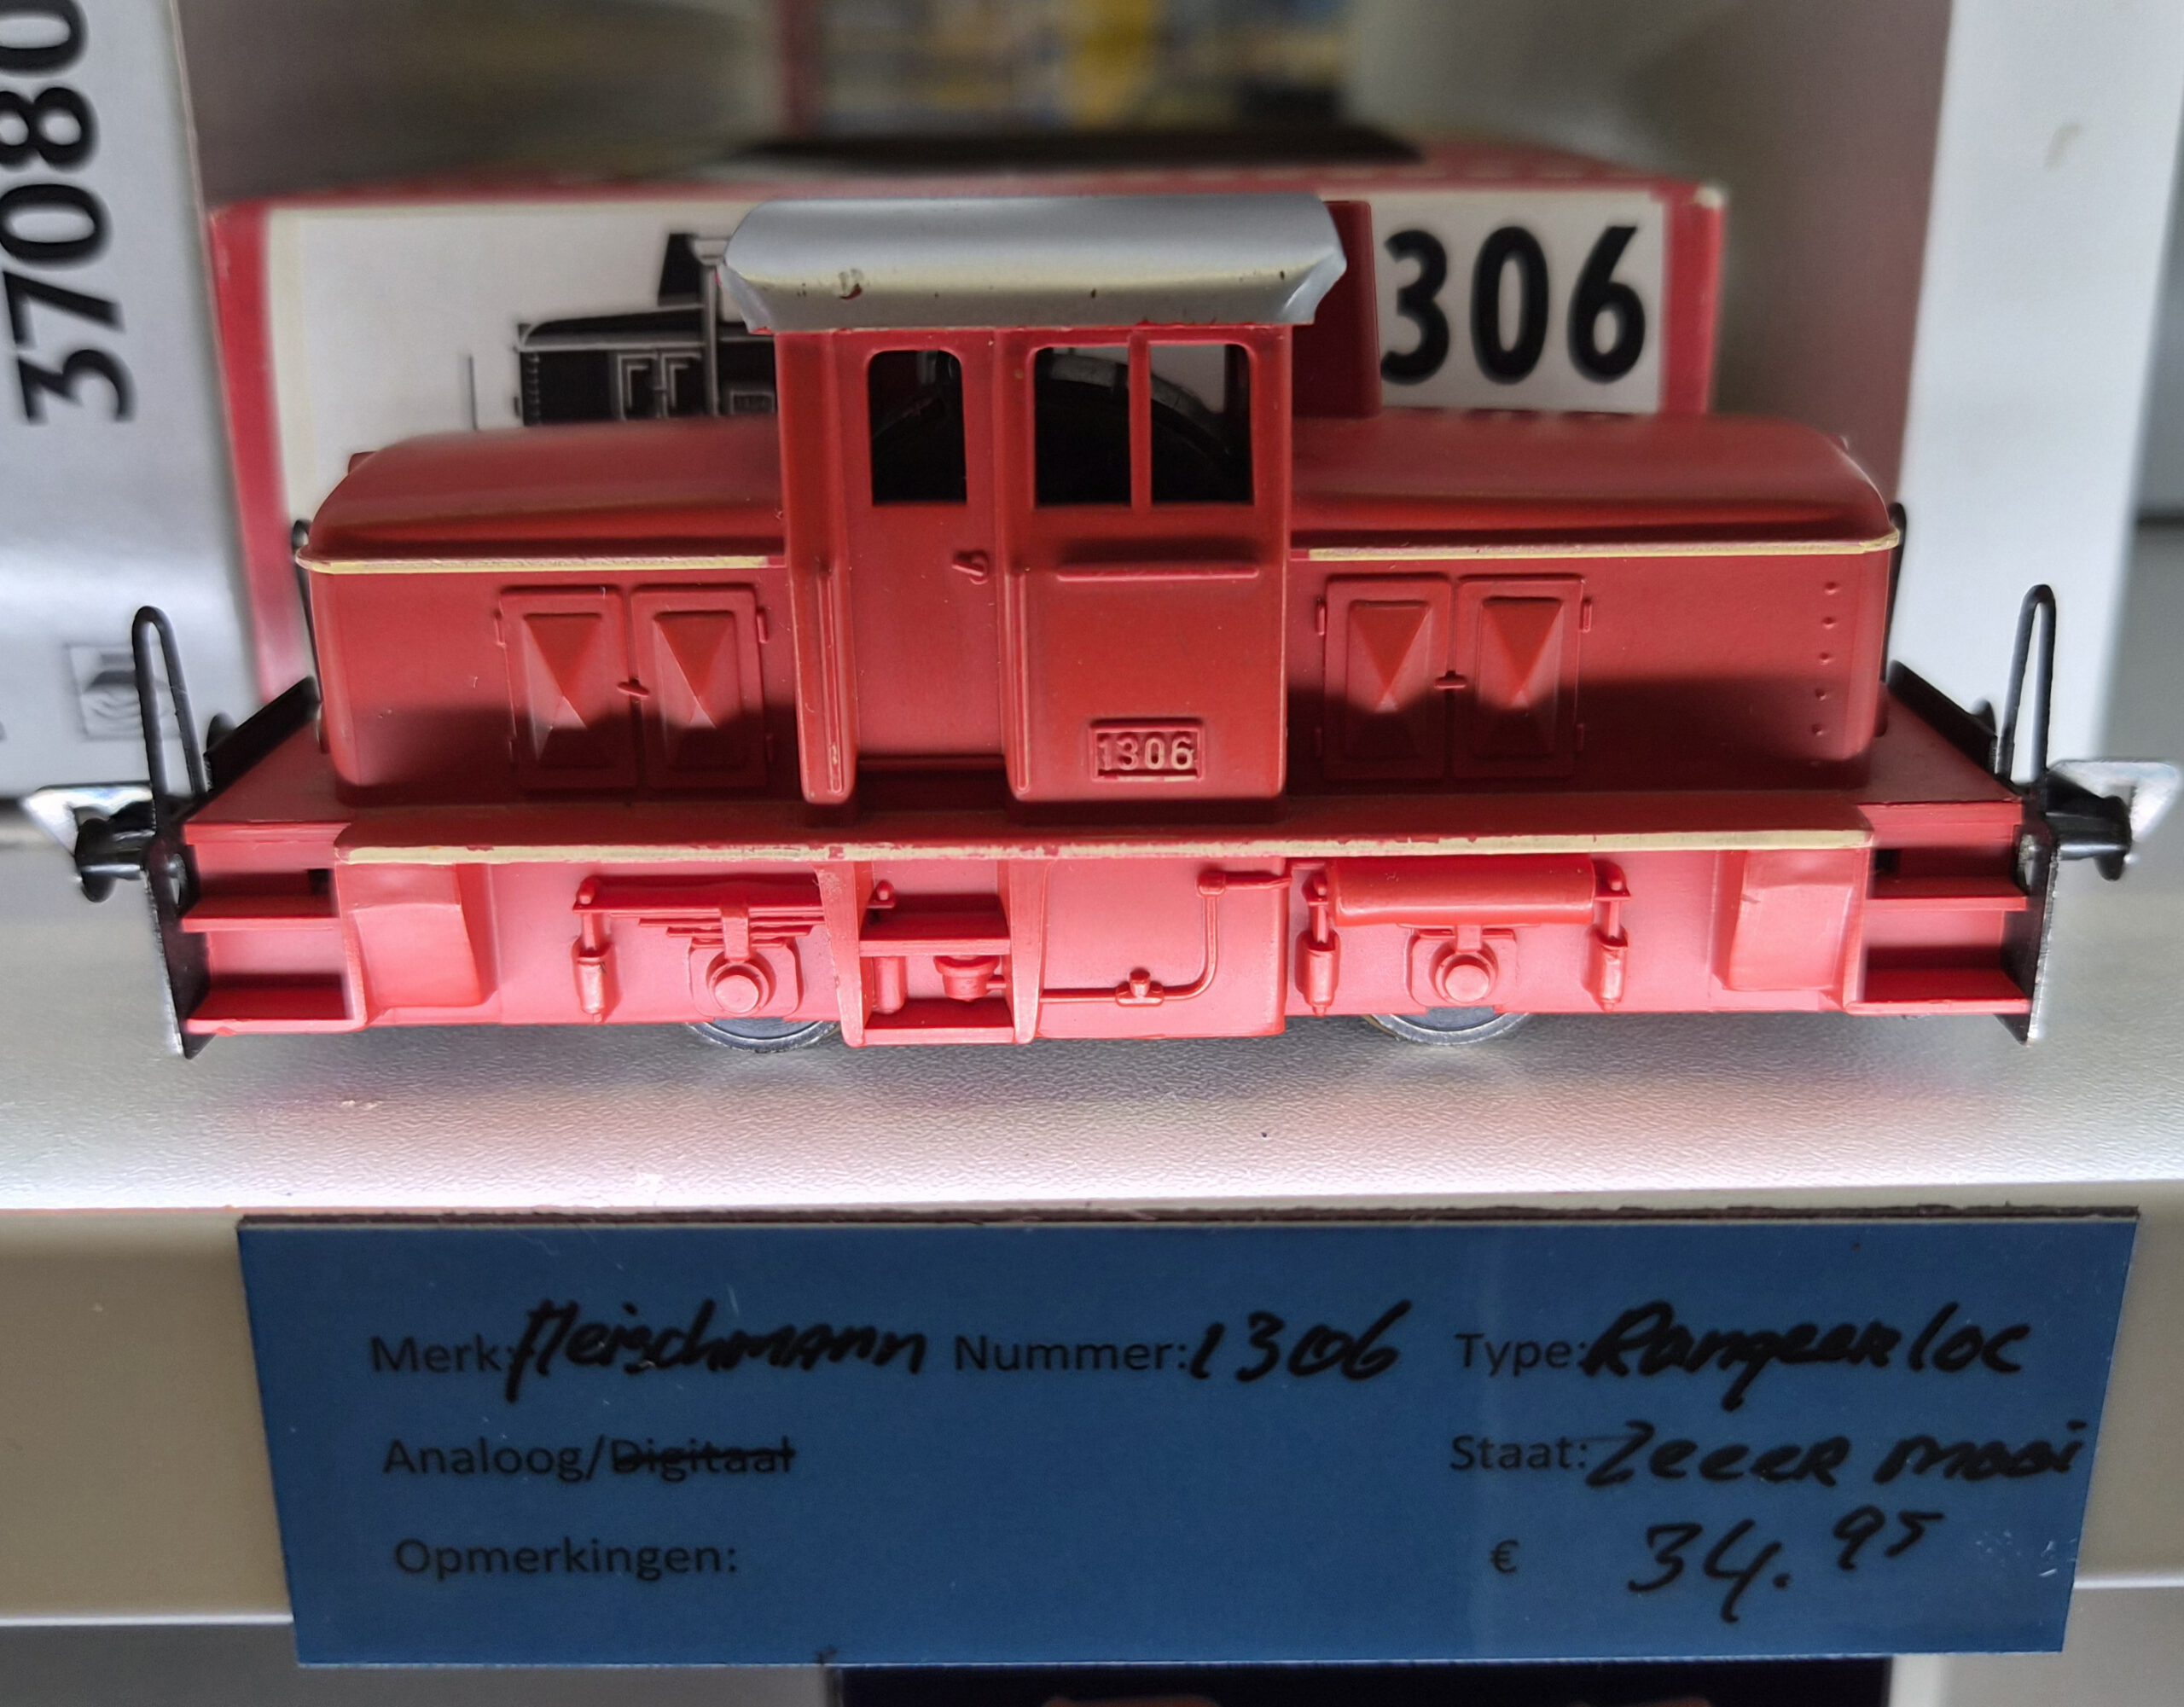 37080
306
1306
Merk: fleischmann Nummer: 1306 Type: Rangeerloc
Analoog/Digitaal Staat: Zeeer mooi
Opmerkingen: € 34.95